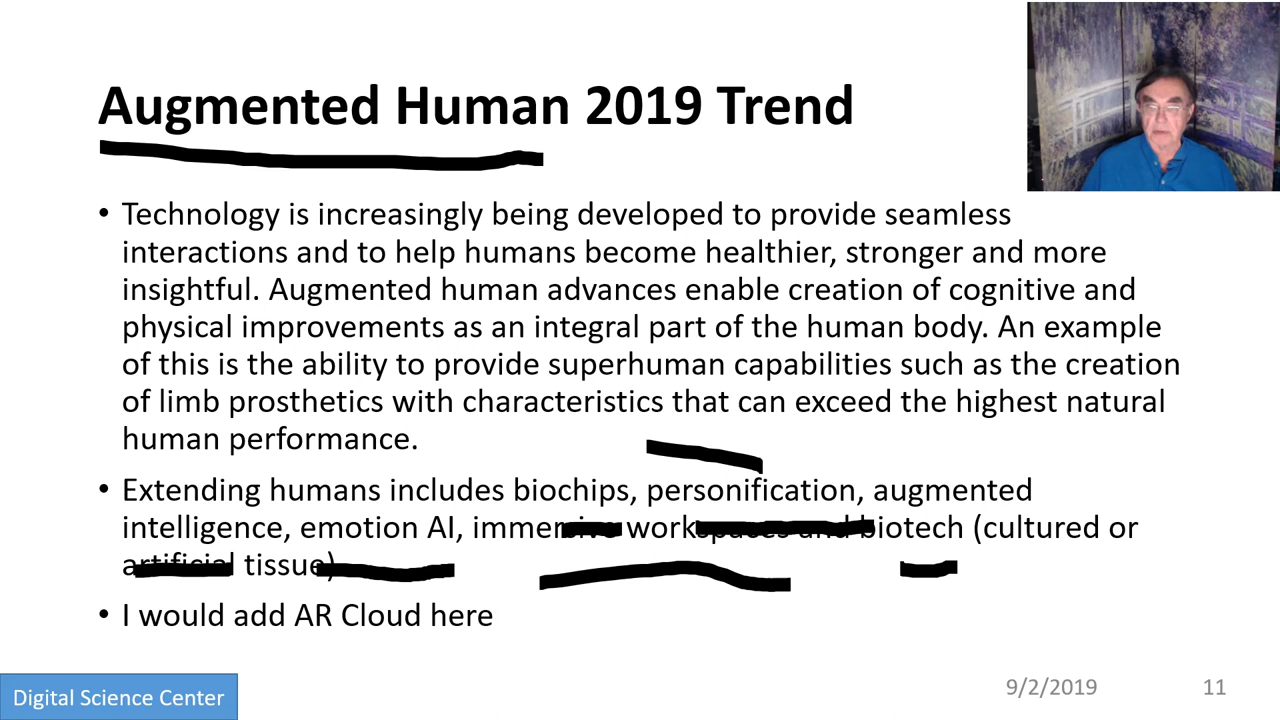 Augmented Human 2019 Trend
• Technology is increasingly being developed to provide seamless
interactions and to help humans become healthier, stronger and more
insightful. Augmented human advances enable creation of cognitive and
physical improvements as an integral part of the human body. An example
of this is the ability to provide superhuman capabilities such as the creation
of limb prosthetics with characteristics that can exceed the highest natural
human performance.
• Extending humans includes biochips, personification, augmented
intelligence, emotion AI, immersive workspaces and biotech (cultured or
artificial tissue)
• I would add AR Cloud here
Digital Science Center
9/2/2019
11